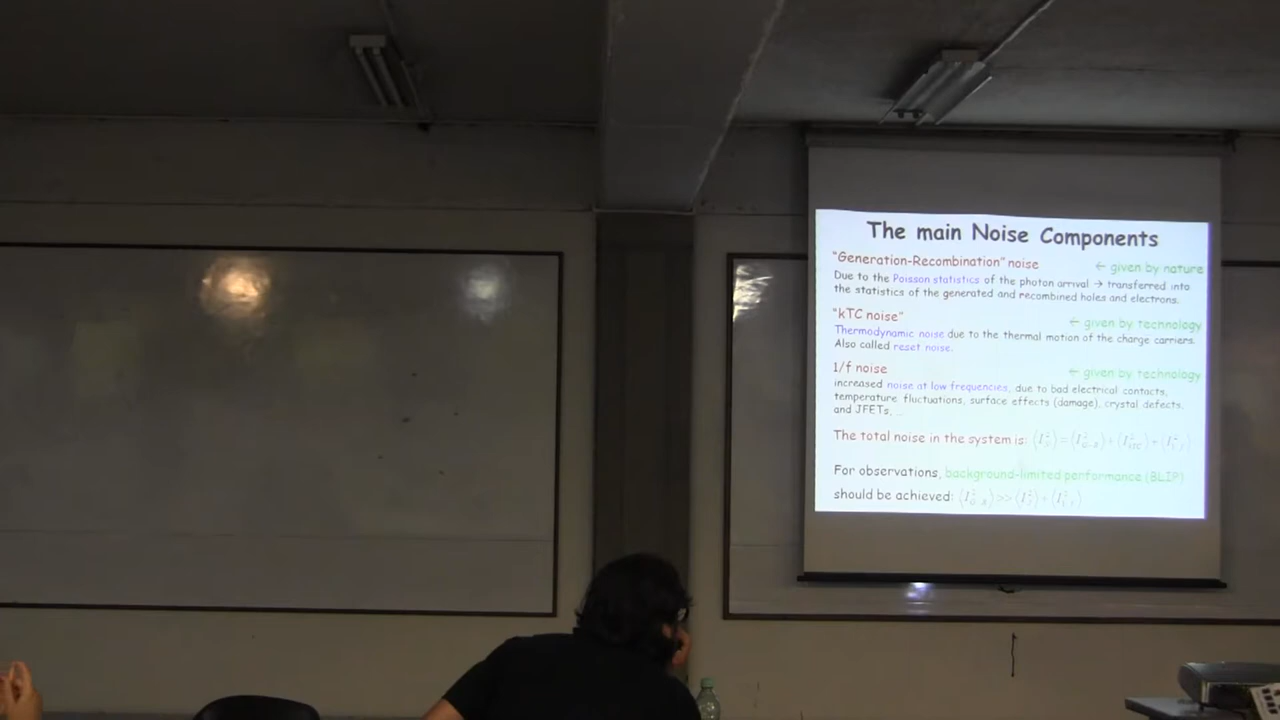 The main Noise Components
"Generation-Recombination" noise ← given by nature
Due to the Poisson statistics of the photon arrival → transferred into
the statistics of the generated and recombined holes and electrons.
"kTC noise" ← given by technology
Thermodynamic noise due to the thermal motion of the charge carriers.
Also called reset noise.
1/f noise ← given by technology
increased noise at low frequencies, due to bad electrical contacts,
temperature fluctuations, surface effects (damage), crystal defects,
and JFETs, ...
The total noise in the system is:
For observations, background-limited performance (BLIP)
should be achieved: